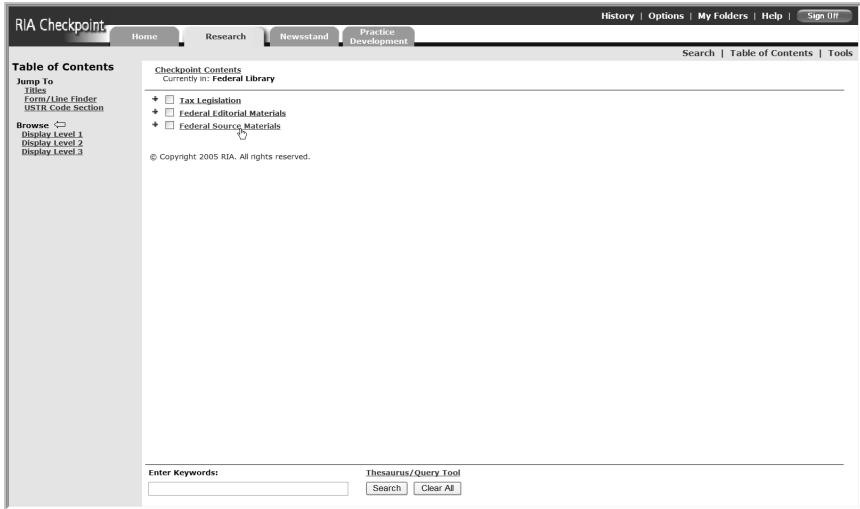 RIA Checkpoint
History | Options | My Folders | Help | Sign Off
Home
Research
Newsstand
Practice
Development
Search | Table of Contents | Tools
Table of Contents
Jump To
Titles
Form/Line Finder
USTR Code Section
Browse
Display Level 1
Display Level 2
Display Level 3
Checkpoint Contents
Currently in: Federal Library
Tax Legislation
Federal Editorial Materials
Federal Source Materials
© Copyright 2005 RIA. All rights reserved.
Enter Keywords:
Thesaurus/Query Tool
Search
Clear All